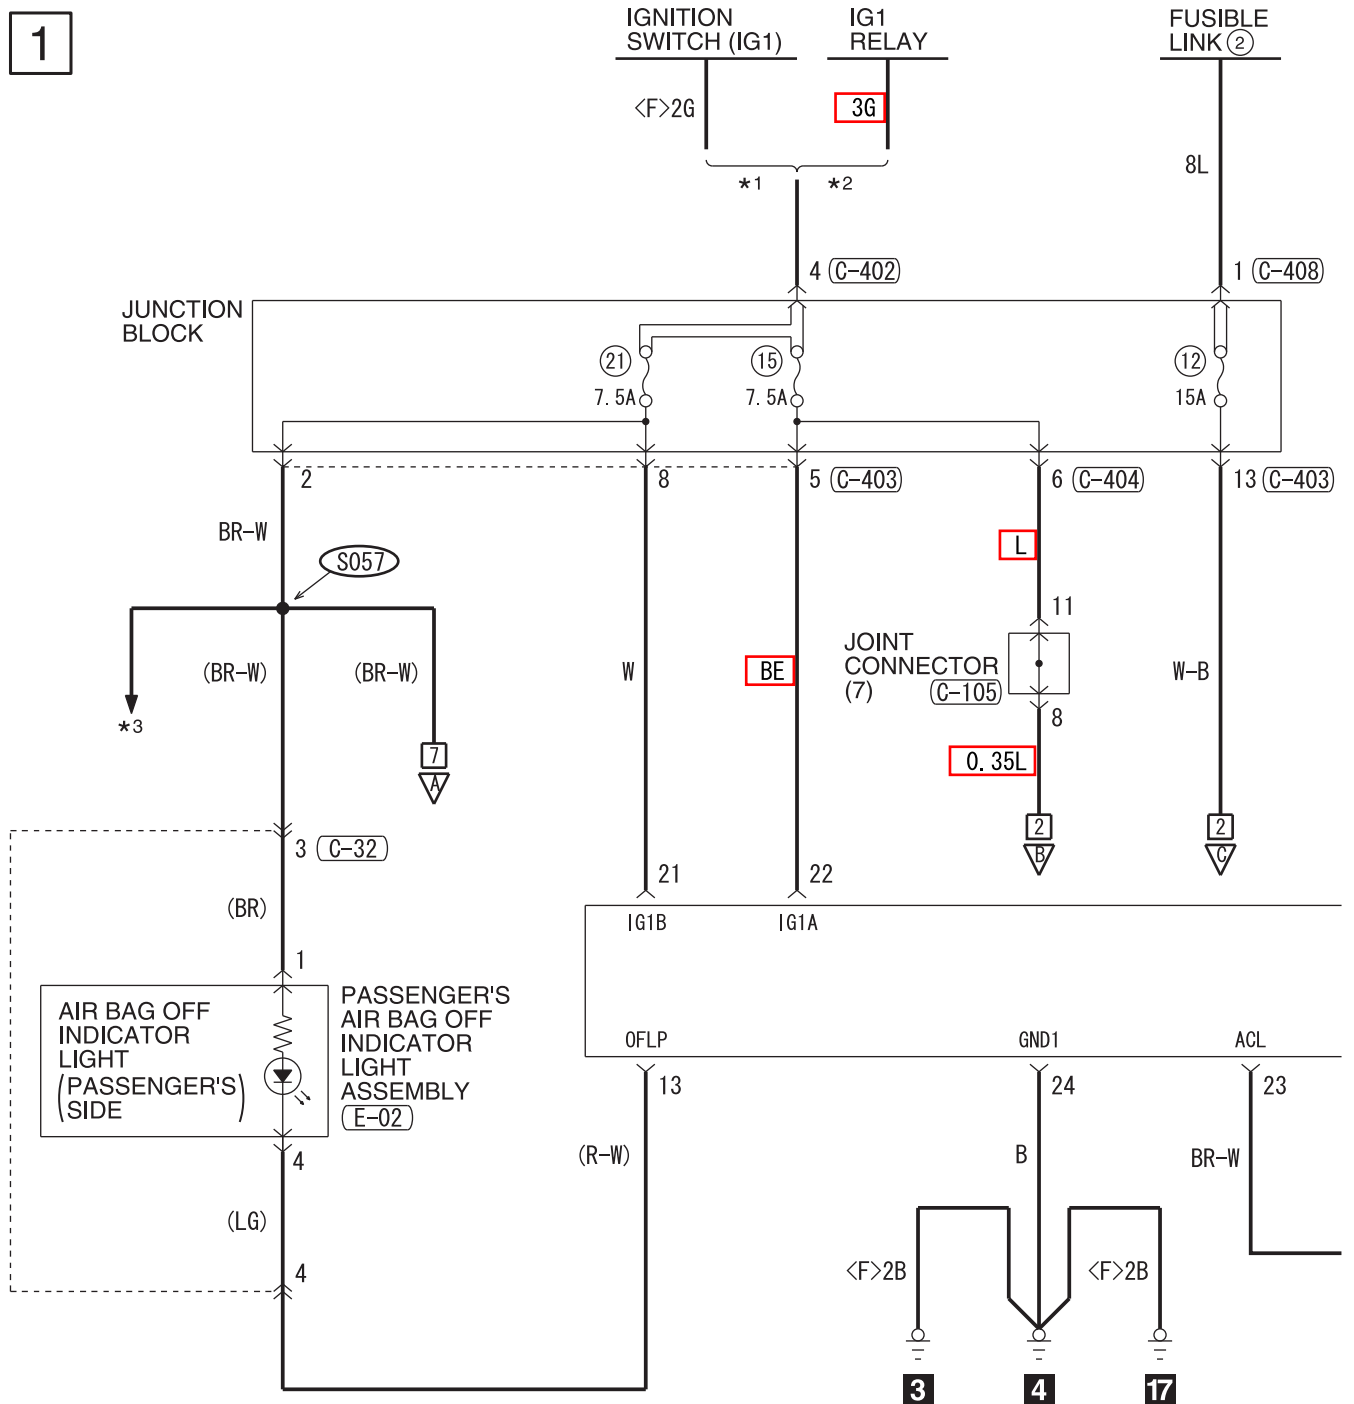 1
IGNITION
SWITCH (IG1)
IG1
RELAY
FUSIBLE
LINK ②
<F>2G
3G
8L
*1
*2
4 C-402
1 C-408
JUNCTION
BLOCK
21
7.5A
15
7.5A
12
15A
2
8
5 C-403
6 C-404
13 C-403
BR-W
S057
L
11
(BR-W)
(BR-W)
W
BE
JOINT
CONNECTOR
(7)
C-105
W-B
*3
8
7
A
0.35L
2
B
2
C
3 C-32
21
22
(BR)
IG1B
IG1A
1
AIR BAG OFF
INDICATOR
LIGHT
(PASSENGER'S
SIDE)
PASSENGER'S
AIR BAG OFF
INDICATOR
LIGHT
ASSEMBLY
E-02
OFLP
GND1
ACL
13
24
23
4
(R-W)
B
BR-W
(LG)
4
<F>2B
<F>2B
3
4
17